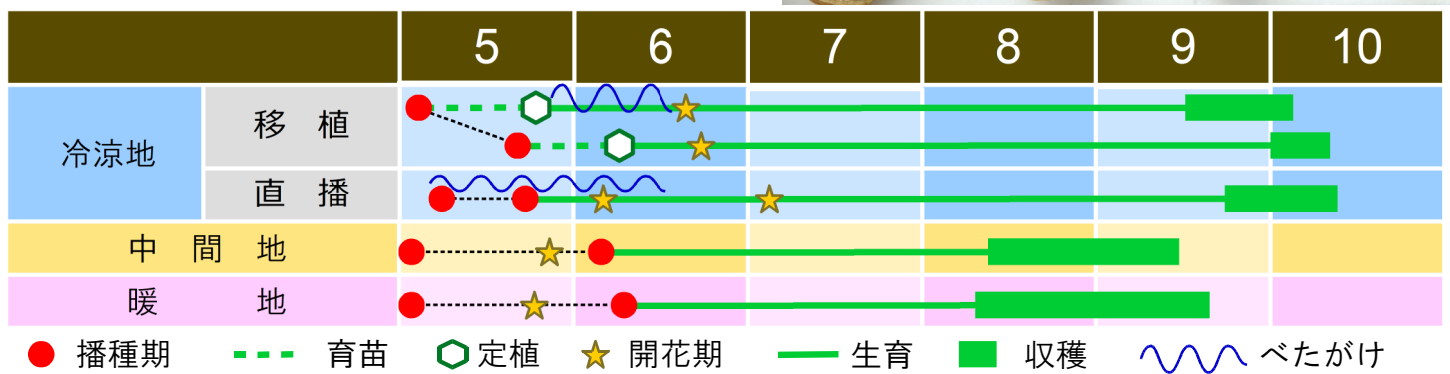 5 6 7 8 9 10
冷涼地 移 植
直 播
中 間 地
暖 地
播種期 育苗 定植 開花期 生育 収穫 べたがけ